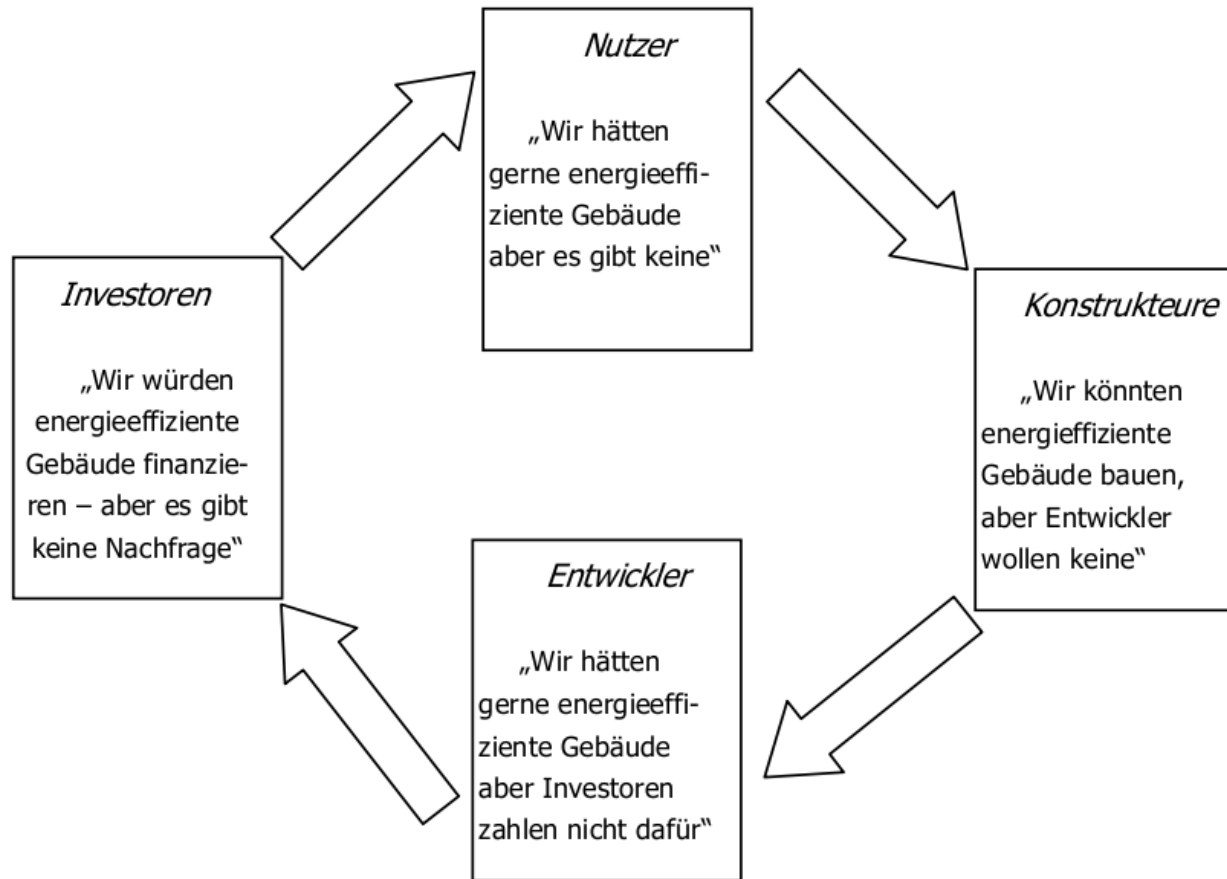 Nutzer
„Wir hätten
gerne energieeffi-
ziente Gebäude
aber es gibt keine“
Investoren
„Wir würden
energieeffiziente
Gebäude finanzie-
ren – aber es gibt
keine Nachfrage“
Konstrukteure
„Wir könnten
energieffiziente
Gebäude bauen,
aber Entwickler
wollen keine“
Entwickler
„Wir hätten
gerne energieeffi-
ziente Gebäude
aber Investoren
zahlen nicht dafür“